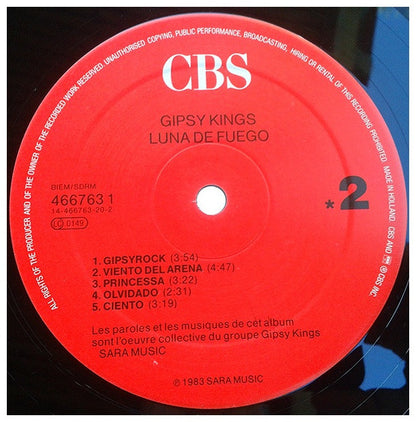 ALL RIGHTS OF THE PRODUCER AND OF THE OWNER OF THE RECORDED WORK RESERVED. UNAUTHORISED COPYING, PUBLIC PERFORMANCE, BROADCASTING, HIRING OR RENTAL OF THIS RECORDING PROHIBITED. MADE IN HOLLAND. CBS AND ARE ® CBS INC.
CBS
GIPSY KINGS
LUNA DE FUEGO
BIEM/SDRM
466763 1
14-466763-20-2
LC 0149
*2
1. GIPSYROCK (3:54)
2. VIENTO DEL ARENA (4:47)
3. PRINCESSA (3:22)
4. OLVIDADO (2:31)
5. CIENTO (3:19)
Les paroles et les musiques de cet album
sont l'oeuvre collective du groupe Gipsy Kings
SARA MUSIC
℗ 1983 SARA MUSIC